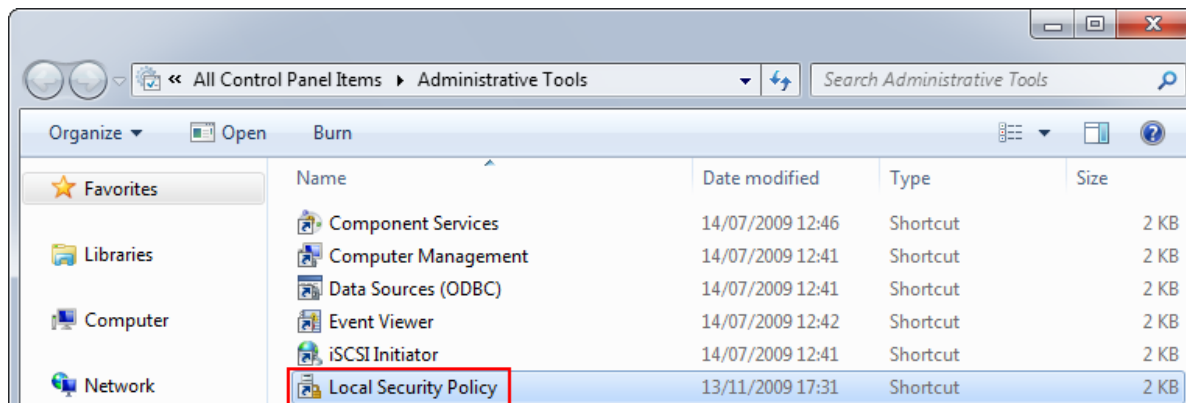 « All Control Panel Items ▸ Administrative Tools Search Administrative Tools
Organize Open Burn
Name Date modified Type Size
Favorites
Component Services 14/07/2009 12:46 Shortcut 2 KB
Libraries
Computer Management 14/07/2009 12:41 Shortcut 2 KB
Data Sources (ODBC) 14/07/2009 12:41 Shortcut 2 KB
Computer
Event Viewer 14/07/2009 12:42 Shortcut 2 KB
iSCSI Initiator 14/07/2009 12:41 Shortcut 2 KB
Network
Local Security Policy 13/11/2009 17:31 Shortcut 2 KB